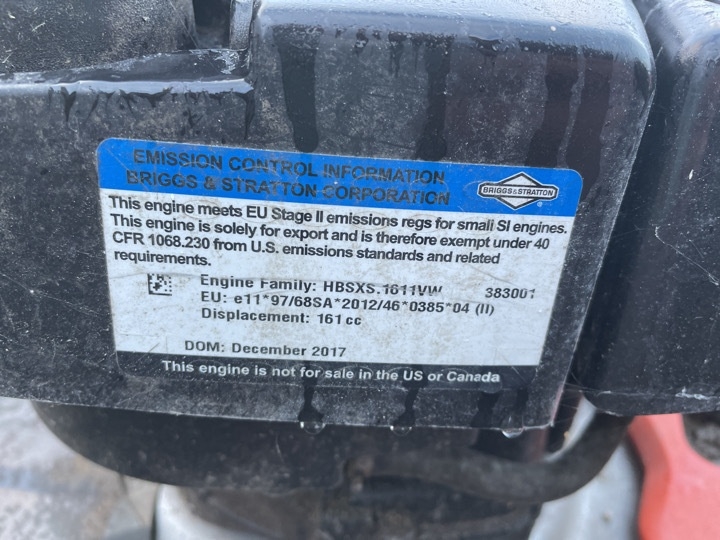 EMISSION CONTROL INFORMATION
BRIGGS & STRATTON CORPORATION
BRIGGS&STRATTON
This engine meets EU Stage II emissions regs for small SI engines.
This engine is solely for export and is therefore exempt under 40
CFR 1068.230 from U.S. emissions standards and related
requirements.
Engine Family: HBSXS.1611VW 383001
EU: e11*97/68SA*2012/46*0385*04 (II)
Displacement: 161 cc
DOM: December 2017
This engine is not for sale in the US or Canada